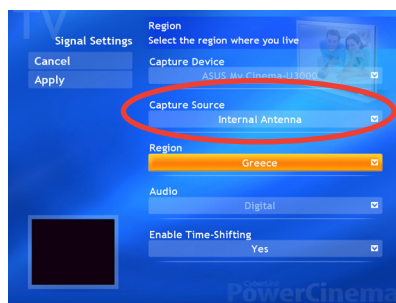 TV
Signal Settings
Cancel
Apply
Region
Select the region where you live
Capture Device
ASUS My Cinema-U3000
Capture Source
Internal Antenna
Region
Greece
Audio
Digital
Enable Time-Shifting
Yes
CyberLink
PowerCinema